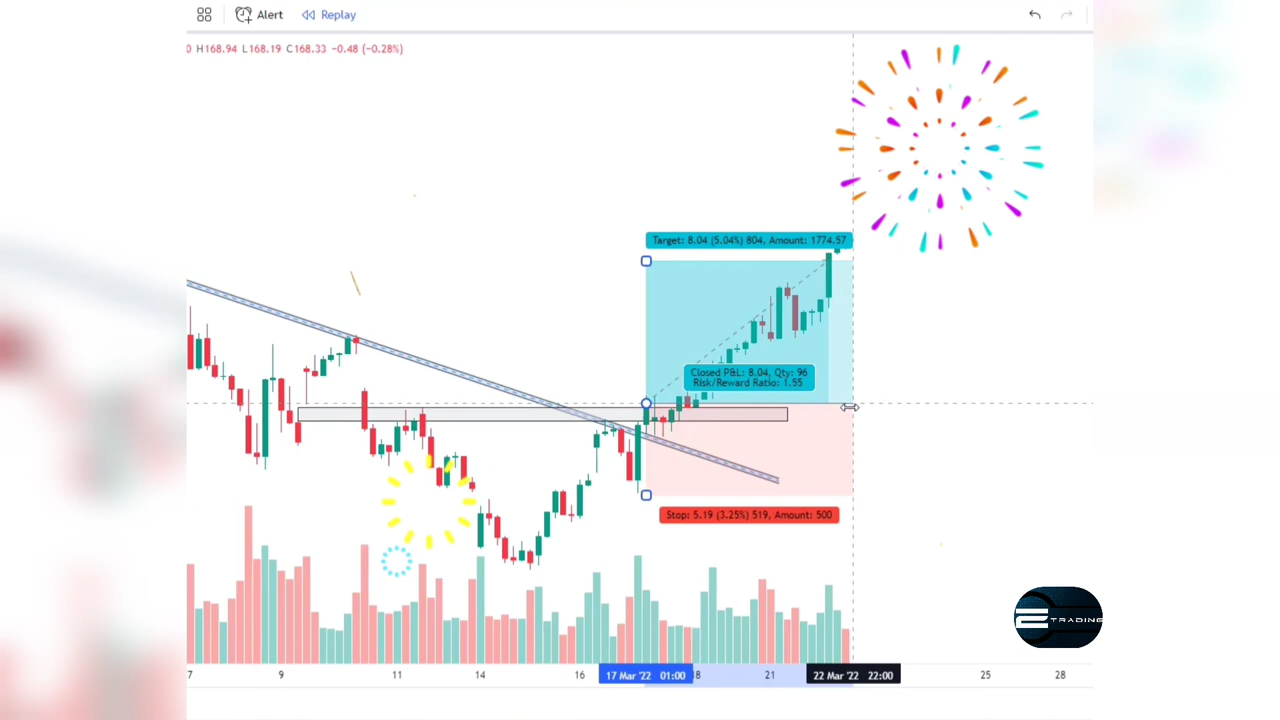 Alert
Replay
0 H168.94 L168.19 C168.33 −0.48 (−0.28%)
Target: 8.04 (5.04%) 804, Amount: 1774.57
Closed P&L: 8.04, Qty: 96
Risk/Reward Ratio: 1.55
Stop: 5.19 (3.25%) 519, Amount: 500
TRADING
7 9 11 14 16 17 Mar '22 01:00 18 21 22 Mar '22 22:00 25 28